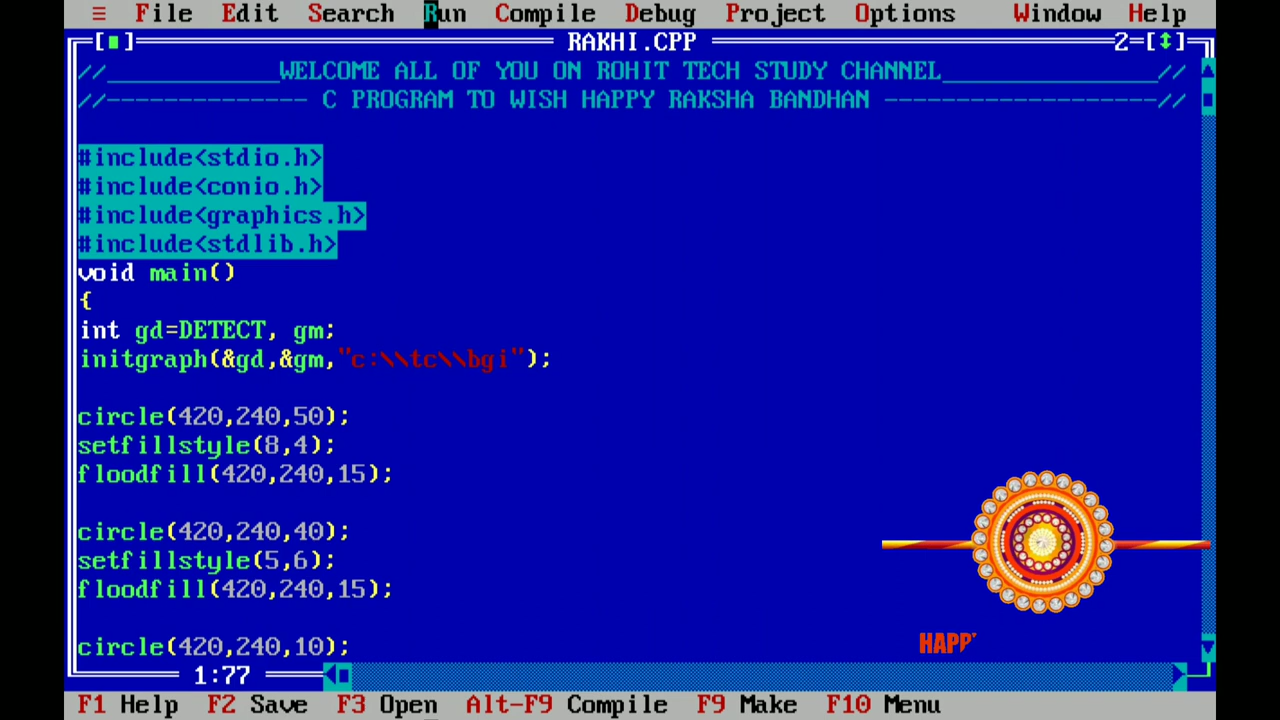 ≡ File Edit Search Run Compile Debug Project Options Window Help
[■] RAKHI.CPP 2=[↕]
//____________WELCOME ALL OF YOU ON ROHIT TECH STUDY CHANNEL_______________//
//-------------- C PROGRAM TO WISH HAPPY RAKSHA BANDHAN -------------------//
#include<stdio.h>
#include<conio.h>
#include<graphics.h>
#include<stdlib.h>
void main()
{
int gd=DETECT, gm;
initgraph(&gd,&gm,"c:\\tc\\bgi");
circle(420,240,50);
setfillstyle(8,4);
floodfill(420,240,15);
circle(420,240,40);
setfillstyle(5,6);
floodfill(420,240,15);
circle(420,240,10);
HAPP
1:77
F1 Help F2 Save F3 Open Alt-F9 Compile F9 Make F10 Menu